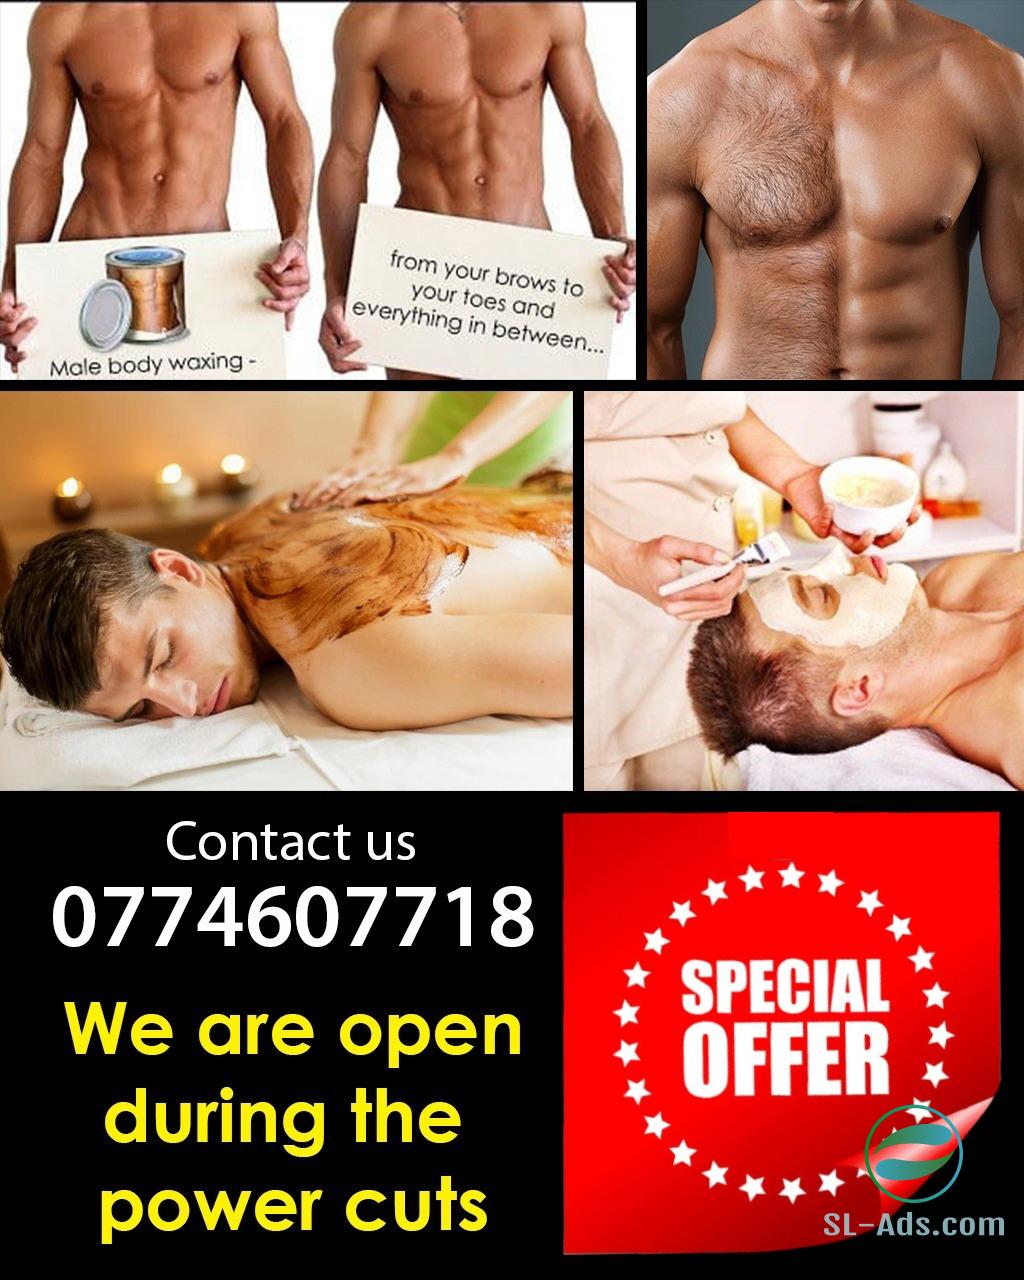 Male body waxing -
from your brows to
your toes and
everything in between...
Contact us
0774607718
We are open
during the
power cuts
SPECIAL
OFFER
SL-Ads.com